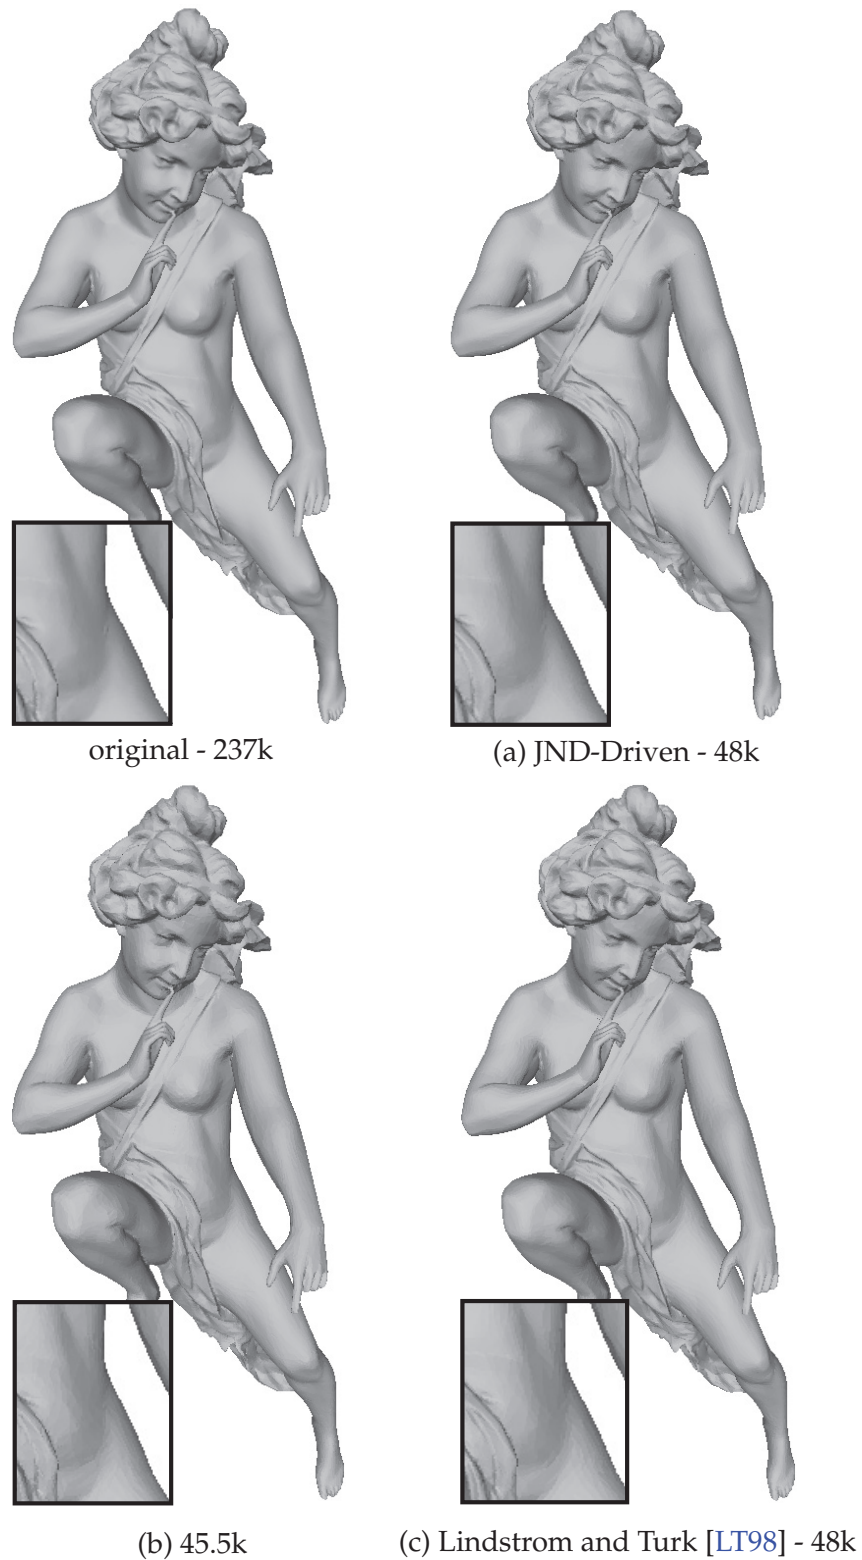 original - 237k
(a) JND-Driven - 48k
(b) 45.5k
(c) Lindstrom and Turk [LT98] - 48k